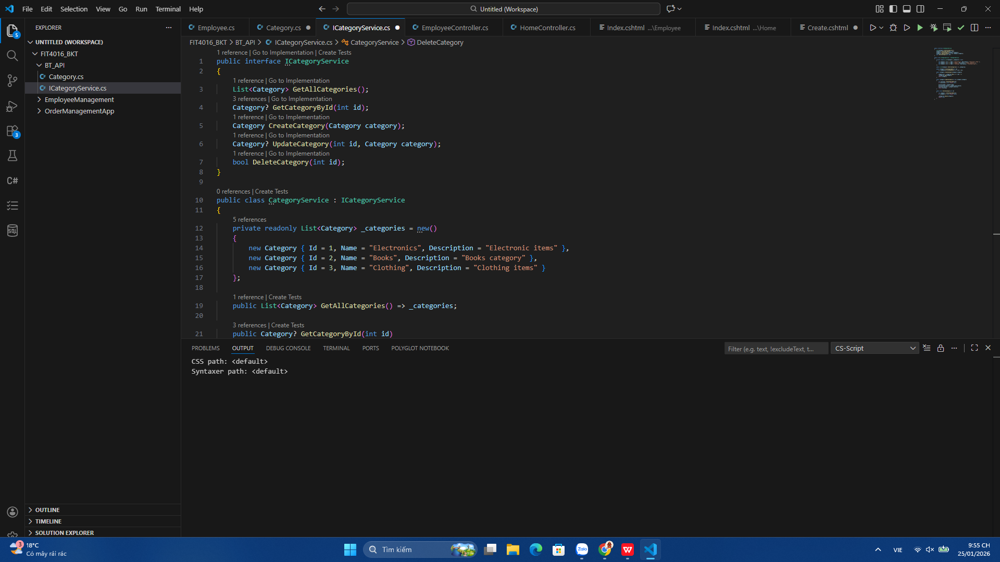 File Edit Selection View Go Run Terminal Help
Untitled (Workspace)
EXPLORER
UNTITLED (WORKSPACE)
FIT4016_BKT
BT_API
Category.cs
ICategoryService.cs
EmployeeManagement
OrderManagementApp
OUTLINE
TIMELINE
SOLUTION EXPLORER
5
3
C#
SQL
Employee.cs Category.cs ICategoryService.cs EmployeeController.cs HomeController.cs Index.cshtml ...\Employee Index.cshtml ...\Home Create.cshtml
FIT4016_BKT > BT_API > ICategoryService.cs > CategoryService > DeleteCategory
1 reference | Go to Implementation | Create Tests
1 public interface ICategoryService
2 {
1 reference | Go to Implementation
3 List<Category> GetAllCategories();
3 references | Go to Implementation
4 Category? GetCategoryById(int id);
1 reference | Go to Implementation
5 Category CreateCategory(Category category);
1 reference | Go to Implementation
6 Category? UpdateCategory(int id, Category category);
1 reference | Go to Implementation
7 bool DeleteCategory(int id);
8 }
9
0 references | Create Tests
10 public class CategoryService : ICategoryService
11 {
5 references
12 private readonly List<Category> _categories = new()
13 {
14 new Category { Id = 1, Name = "Electronics", Description = "Electronic items" },
15 new Category { Id = 2, Name = "Books", Description = "Books category" },
16 new Category { Id = 3, Name = "Clothing", Description = "Clothing items" }
17 };
18
1 reference | Create Tests
19 public List<Category> GetAllCategories() => _categories;
20
3 references | Create Tests
21 public Category? GetCategoryById(int id)
PROBLEMS OUTPUT DEBUG CONSOLE TERMINAL PORTS POLYGLOT NOTEBOOK
Filter (e.g. text, !excludeText, t... CS-Script
CSS path: <default>
Syntaxer path: <default>
3
18°C
Có mây rải rác
Tìm kiếm
Zalo
VIE
9:55 CH
25/01/2026